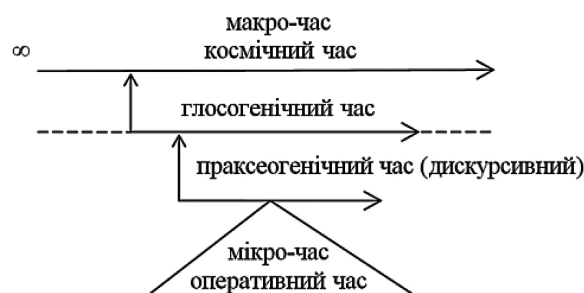 макро-час
∞ космічний час
глосогенічний час
праксеогенічний час (дискурсивний)
мікро-час
оперативний час